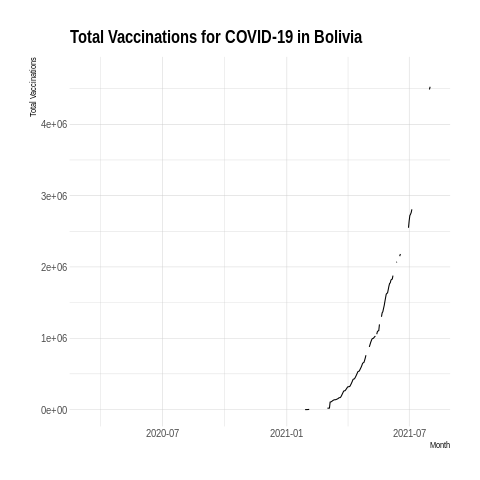 Total Vaccinations for COVID-19 in Bolivia
Total Vaccinations
4e+06
3e+06
2e+06
1e+06
0e+00
2020-07
2021-01
2021-07
Month